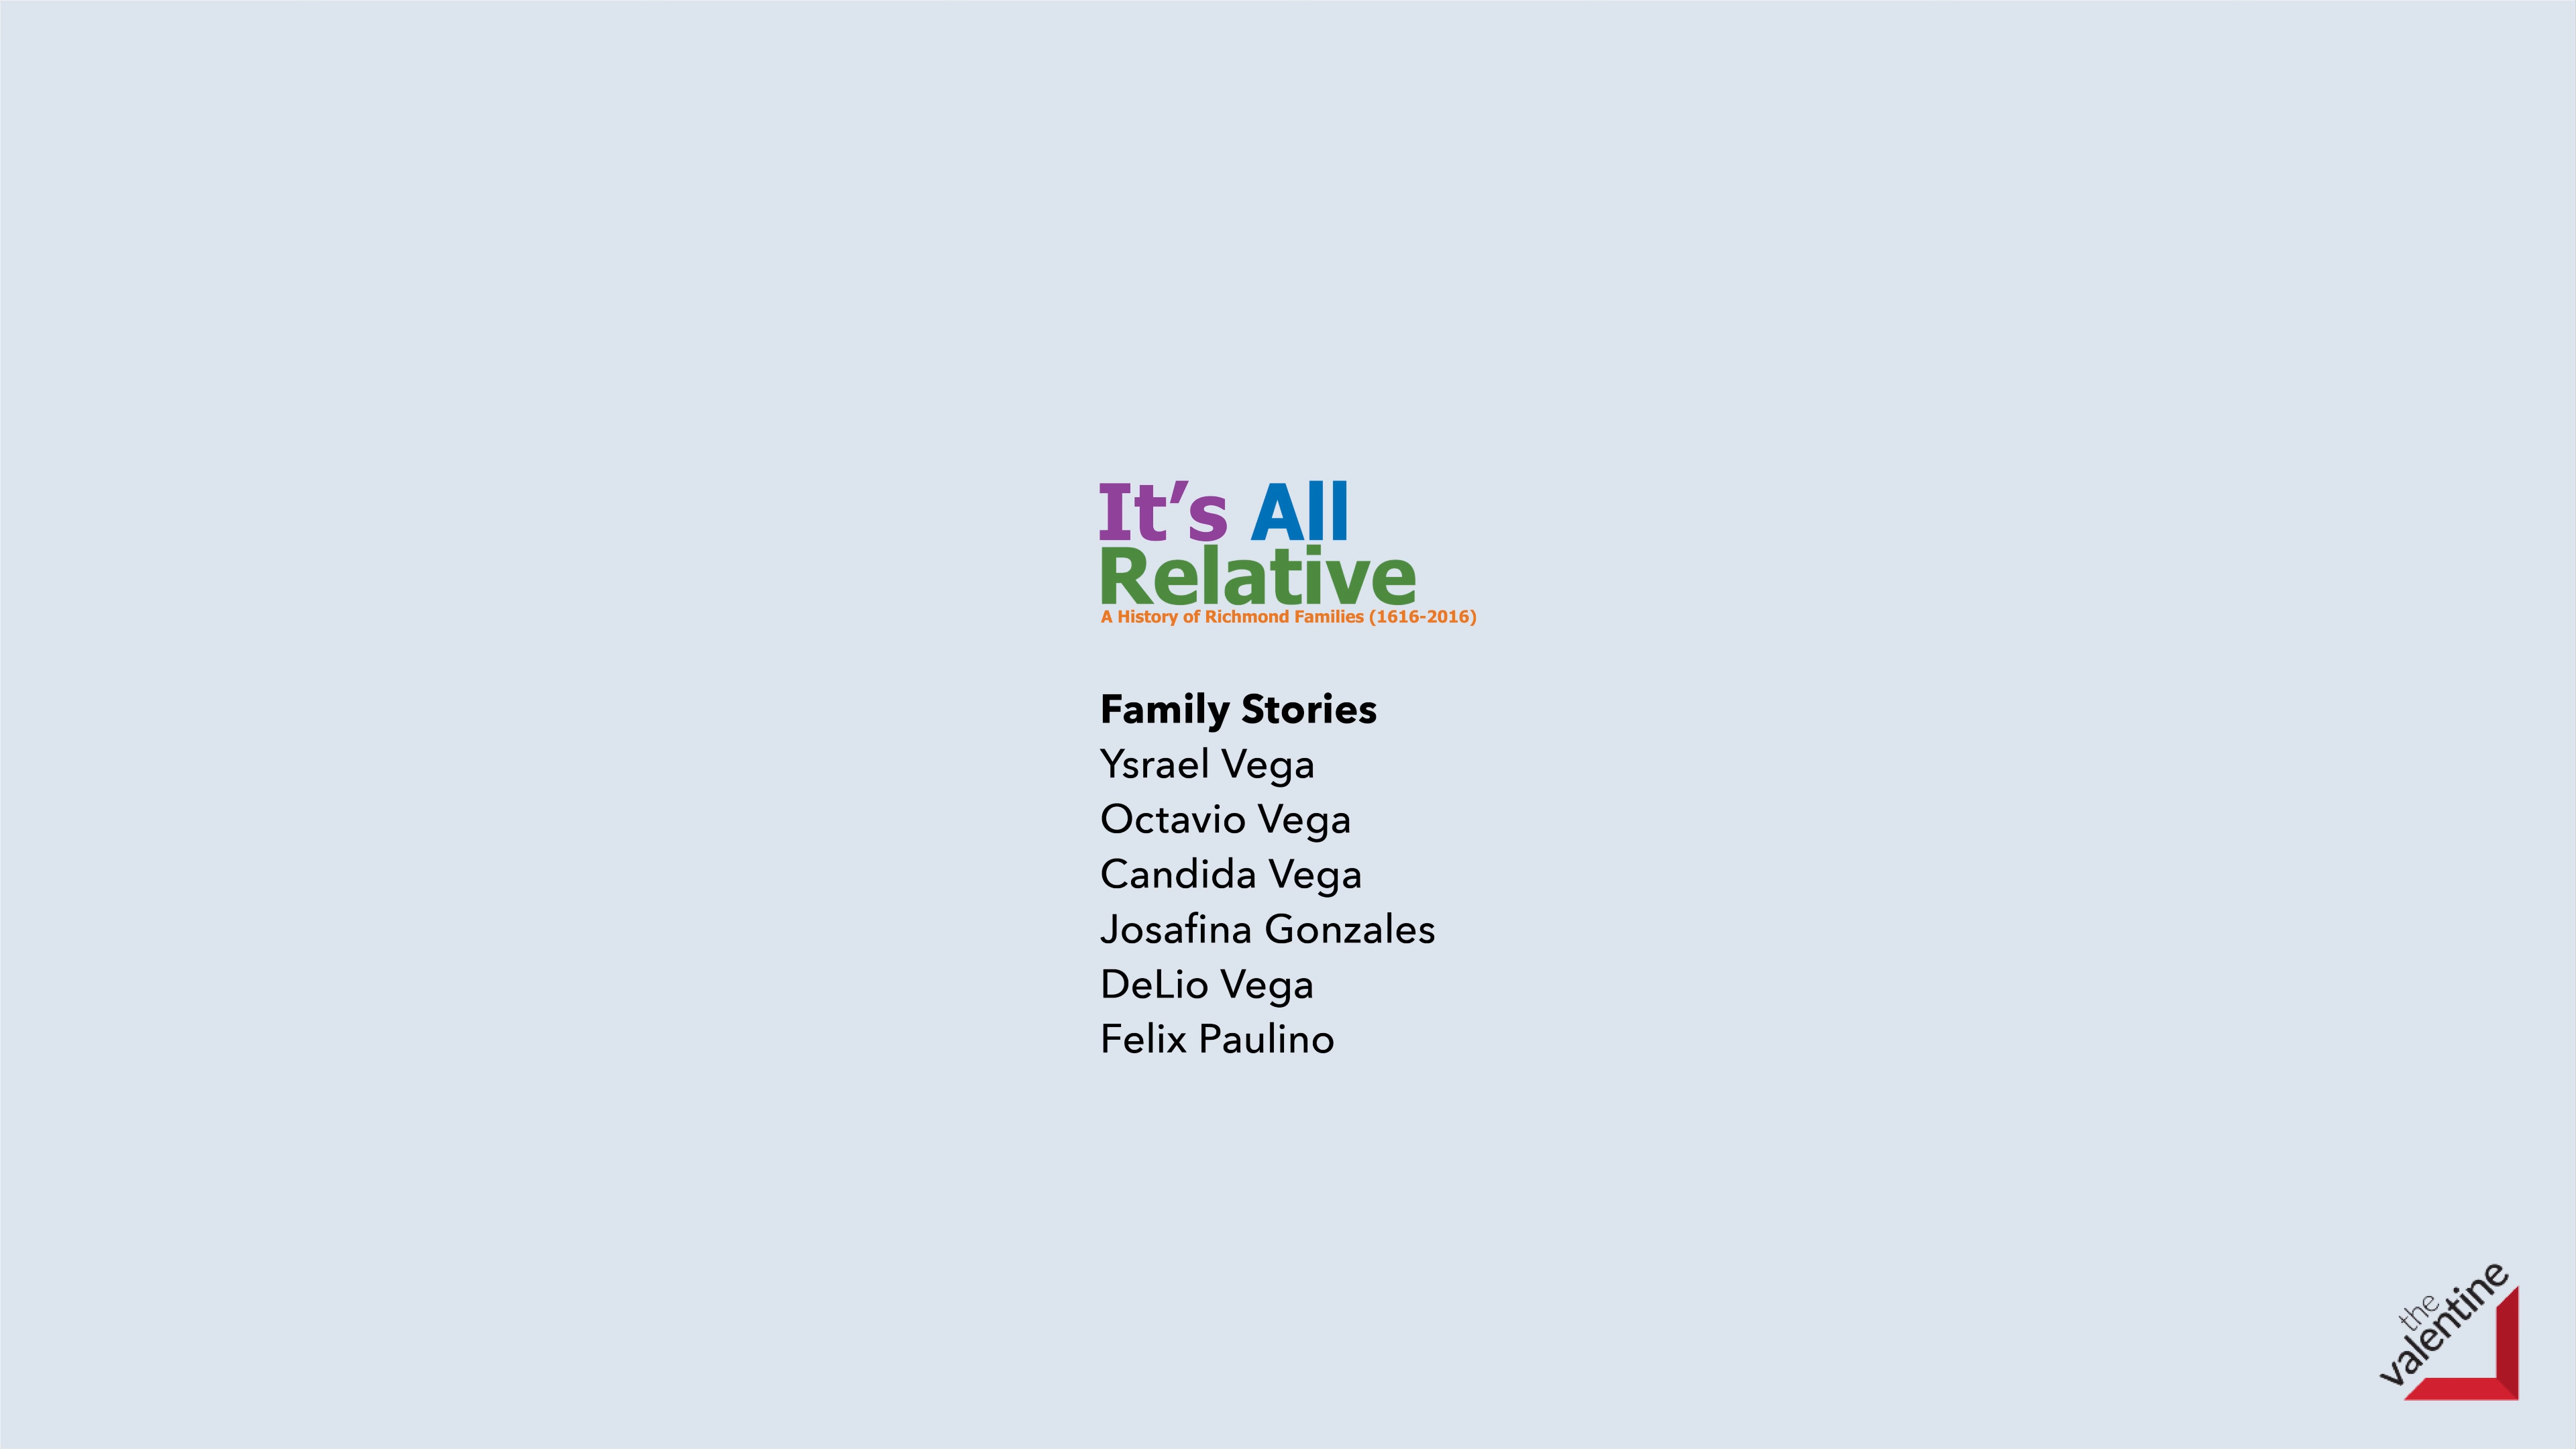 It’s All
Relative
A History of Richmond Families (1616-2016)
Family Stories
Ysrael Vega
Octavio Vega
Candida Vega
Josafina Gonzales
DeLio Vega
Felix Paulino
the
valentine